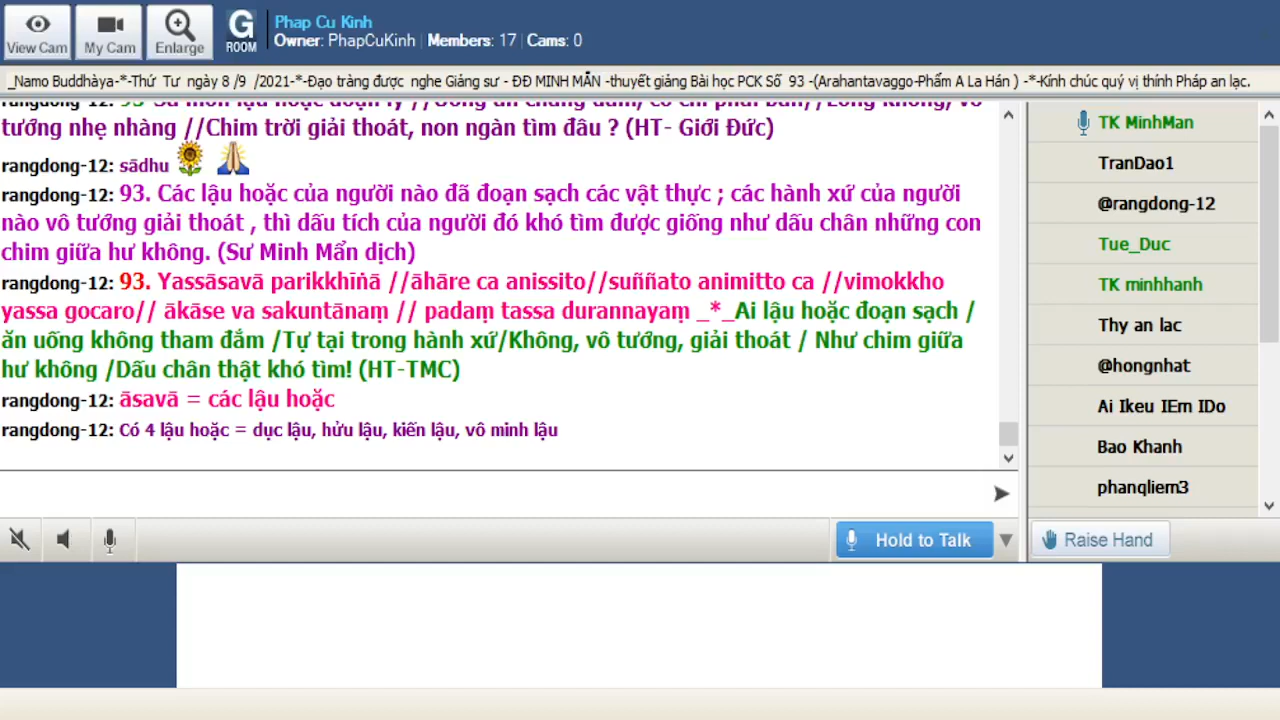 View Cam
My Cam
Enlarge
G
ROOM
Phap Cu Kinh
Owner: PhapCuKinh | Members: 17 | Cams: 0
_Namo Buddhàya-*-Thứ Tư ngày 8 /9 /2021-*-Đạo tràng được nghe Giảng sư - ĐĐ MINH MẪN -thuyết giảng Bài học PCK Số 93 -(Arahantavaggo-Phẩm A La Hán ) -*-Kính chúc quý vị thính Pháp an lạc.
tướng nhẹ nhàng //Chim trời giải thoát, non ngàn tìm đâu ? (HT- Giới Đức)
rangdong-12: sādhu
rangdong-12: 93. Các lậu hoặc của người nào đã đoạn sạch các vật thực ; các hành xứ của người
nào vô tướng giải thoát , thì dấu tích của người đó khó tìm được giống như dấu chân những con
chim giữa hư không. (Sư Minh Mẩn dịch)
rangdong-12: 93. Yassāsavā parikkhīṅā //āhāre ca anissito//suññato animitto ca //vimokkho
yassa gocaro// ākāse va sakuntānaṃ // padaṃ tassa durannayaṃ _*_Ai lậu hoặc đoạn sạch /
ăn uống không tham đắm /Tự tại trong hành xứ/Không, vô tướng, giải thoát / Như chim giữa
hư không /Dấu chân thật khó tìm! (HT-TMC)
rangdong-12: āsavā = các lậu hoặc
rangdong-12: Có 4 lậu hoặc = dục lậu, hửu lậu, kiến lậu, vô minh lậu
TK MinhMan
TranDao1
@rangdong-12
Tue_Duc
TK minhhanh
Thy an lac
@hongnhat
Ai Ikeu IEm IDo
Bao Khanh
phanqliem3
Hold to Talk
Raise Hand